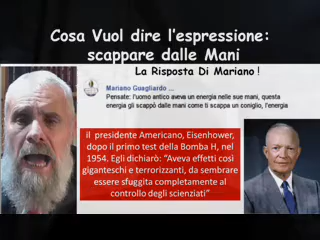 Cosa Vuol dire l'espressione:
scappare dalle Mani
La Risposta Di Mariano !
Mariano Guagliardo ...
Pensate: l'uomo antico aveva un energia nelle sue mani, questa
energia gli scappò dalle mani come ti scappa un coniglio, l'energia
il presidente Americano, Eisenhower,
dopo il primo test della Bomba H, nel
1954. Egli dichiarò: "Aveva effetti così
giganteschi e terrorizzanti, da sembrare
essere sfuggita completamente al
controllo degli scienziati"